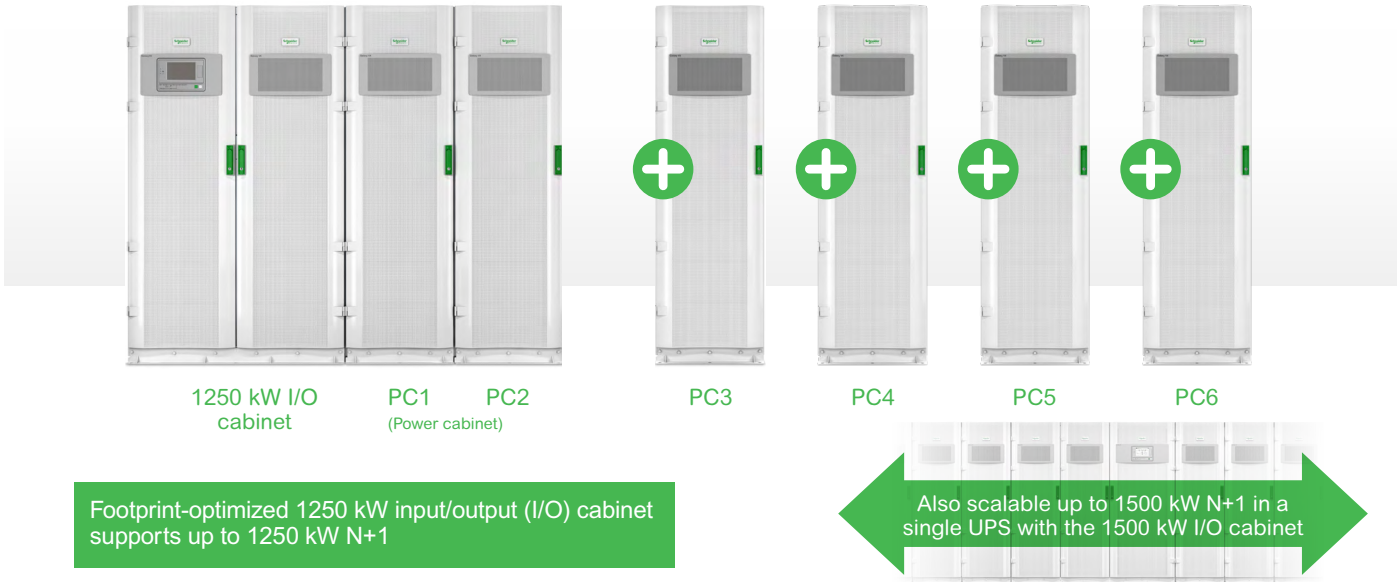 1250 kW I/O
cabinet
PC1
(Power cabinet)
PC2
PC3
PC4
PC5
PC6
Footprint-optimized 1250 kW input/output (I/O) cabinet
supports up to 1250 kW N+1
Also scalable up to 1500 kW N+1 in a
single UPS with the 1500 kW I/O cabinet